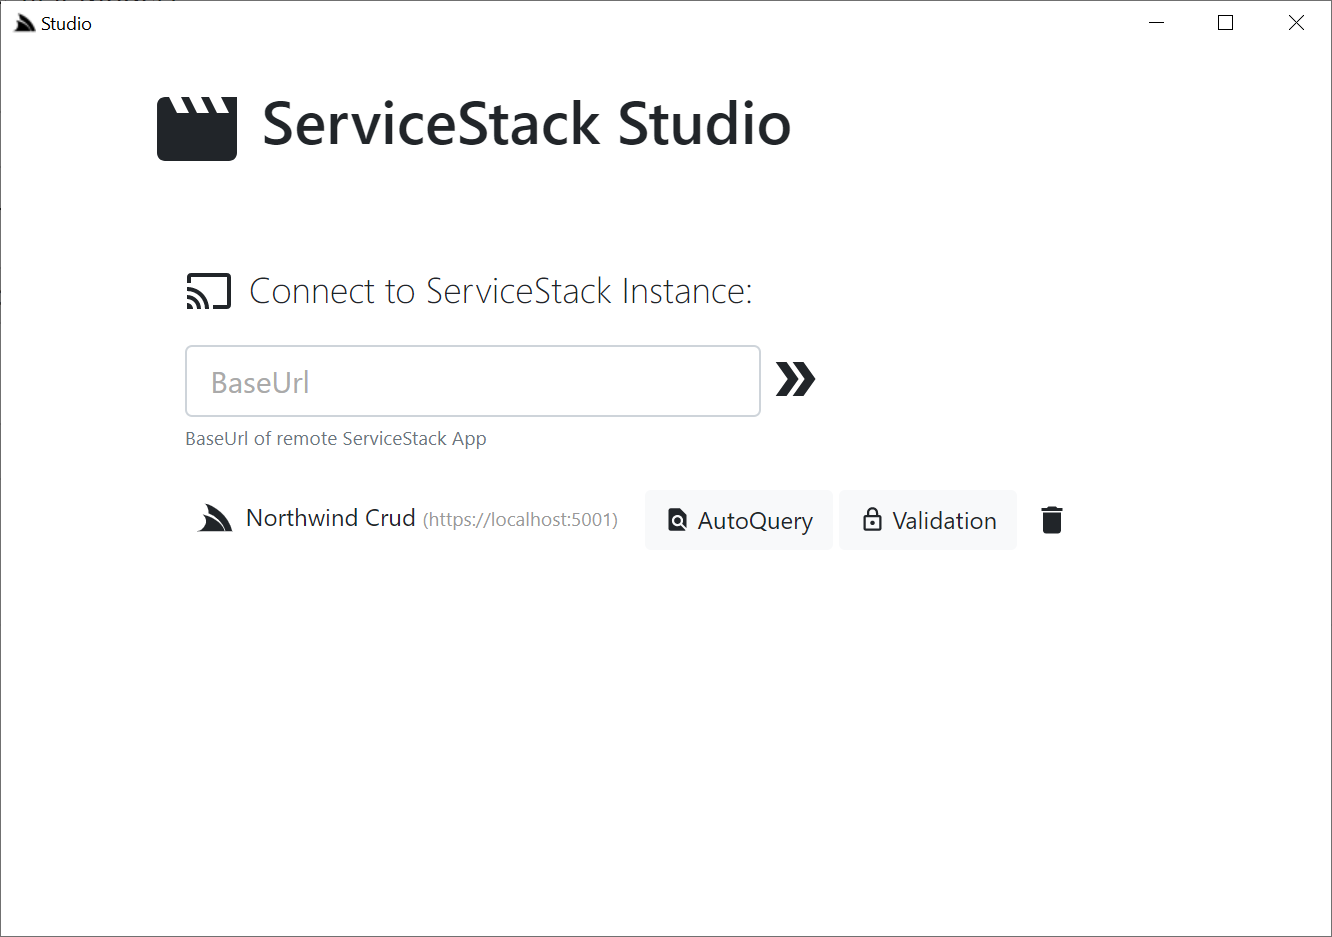 Studio
ServiceStack Studio
Connect to ServiceStack Instance:
BaseUrl
BaseUrl of remote ServiceStack App
Northwind Crud (https://localhost:5001) AutoQuery Validation